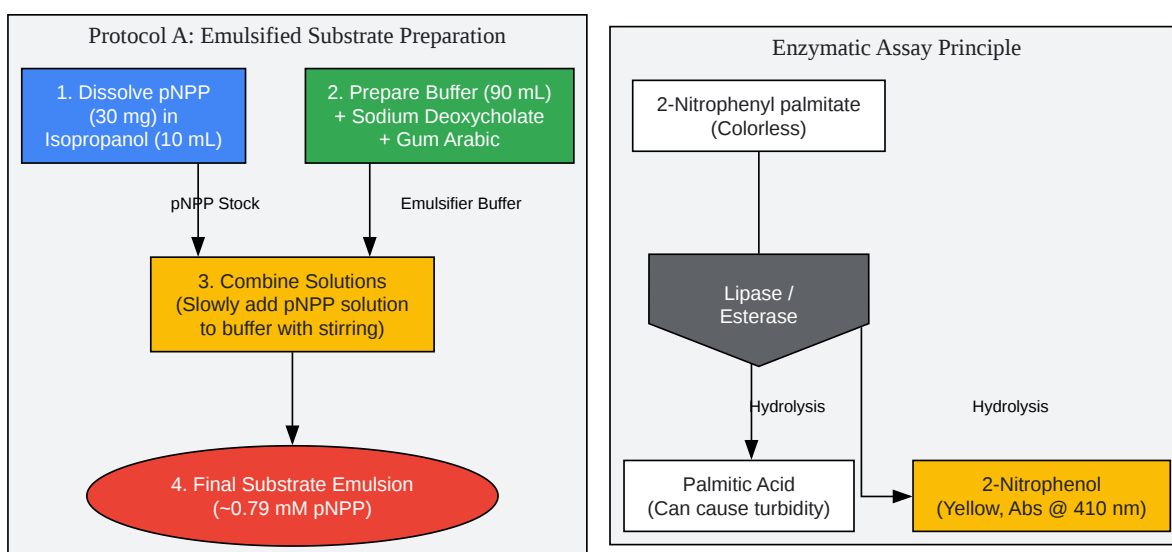 Protocol A: Emulsified Substrate Preparation
1. Dissolve pNPP
(30 mg) in
Isopropanol (10 mL)
2. Prepare Buffer (90 mL)
+ Sodium Deoxycholate
+ Gum Arabic
pNPP Stock
Emulsifier Buffer
3. Combine Solutions
(Slowly add pNPP solution
to buffer with stirring)
4. Final Substrate Emulsion
(~0.79 mM pNPP)
Enzymatic Assay Principle
2-Nitrophenyl palmitate
(Colorless)
Lipase /
Esterase
Hydrolysis
Hydrolysis
Palmitic Acid
(Can cause turbidity)
2-Nitrophenol
(Yellow, Abs @ 410 nm)